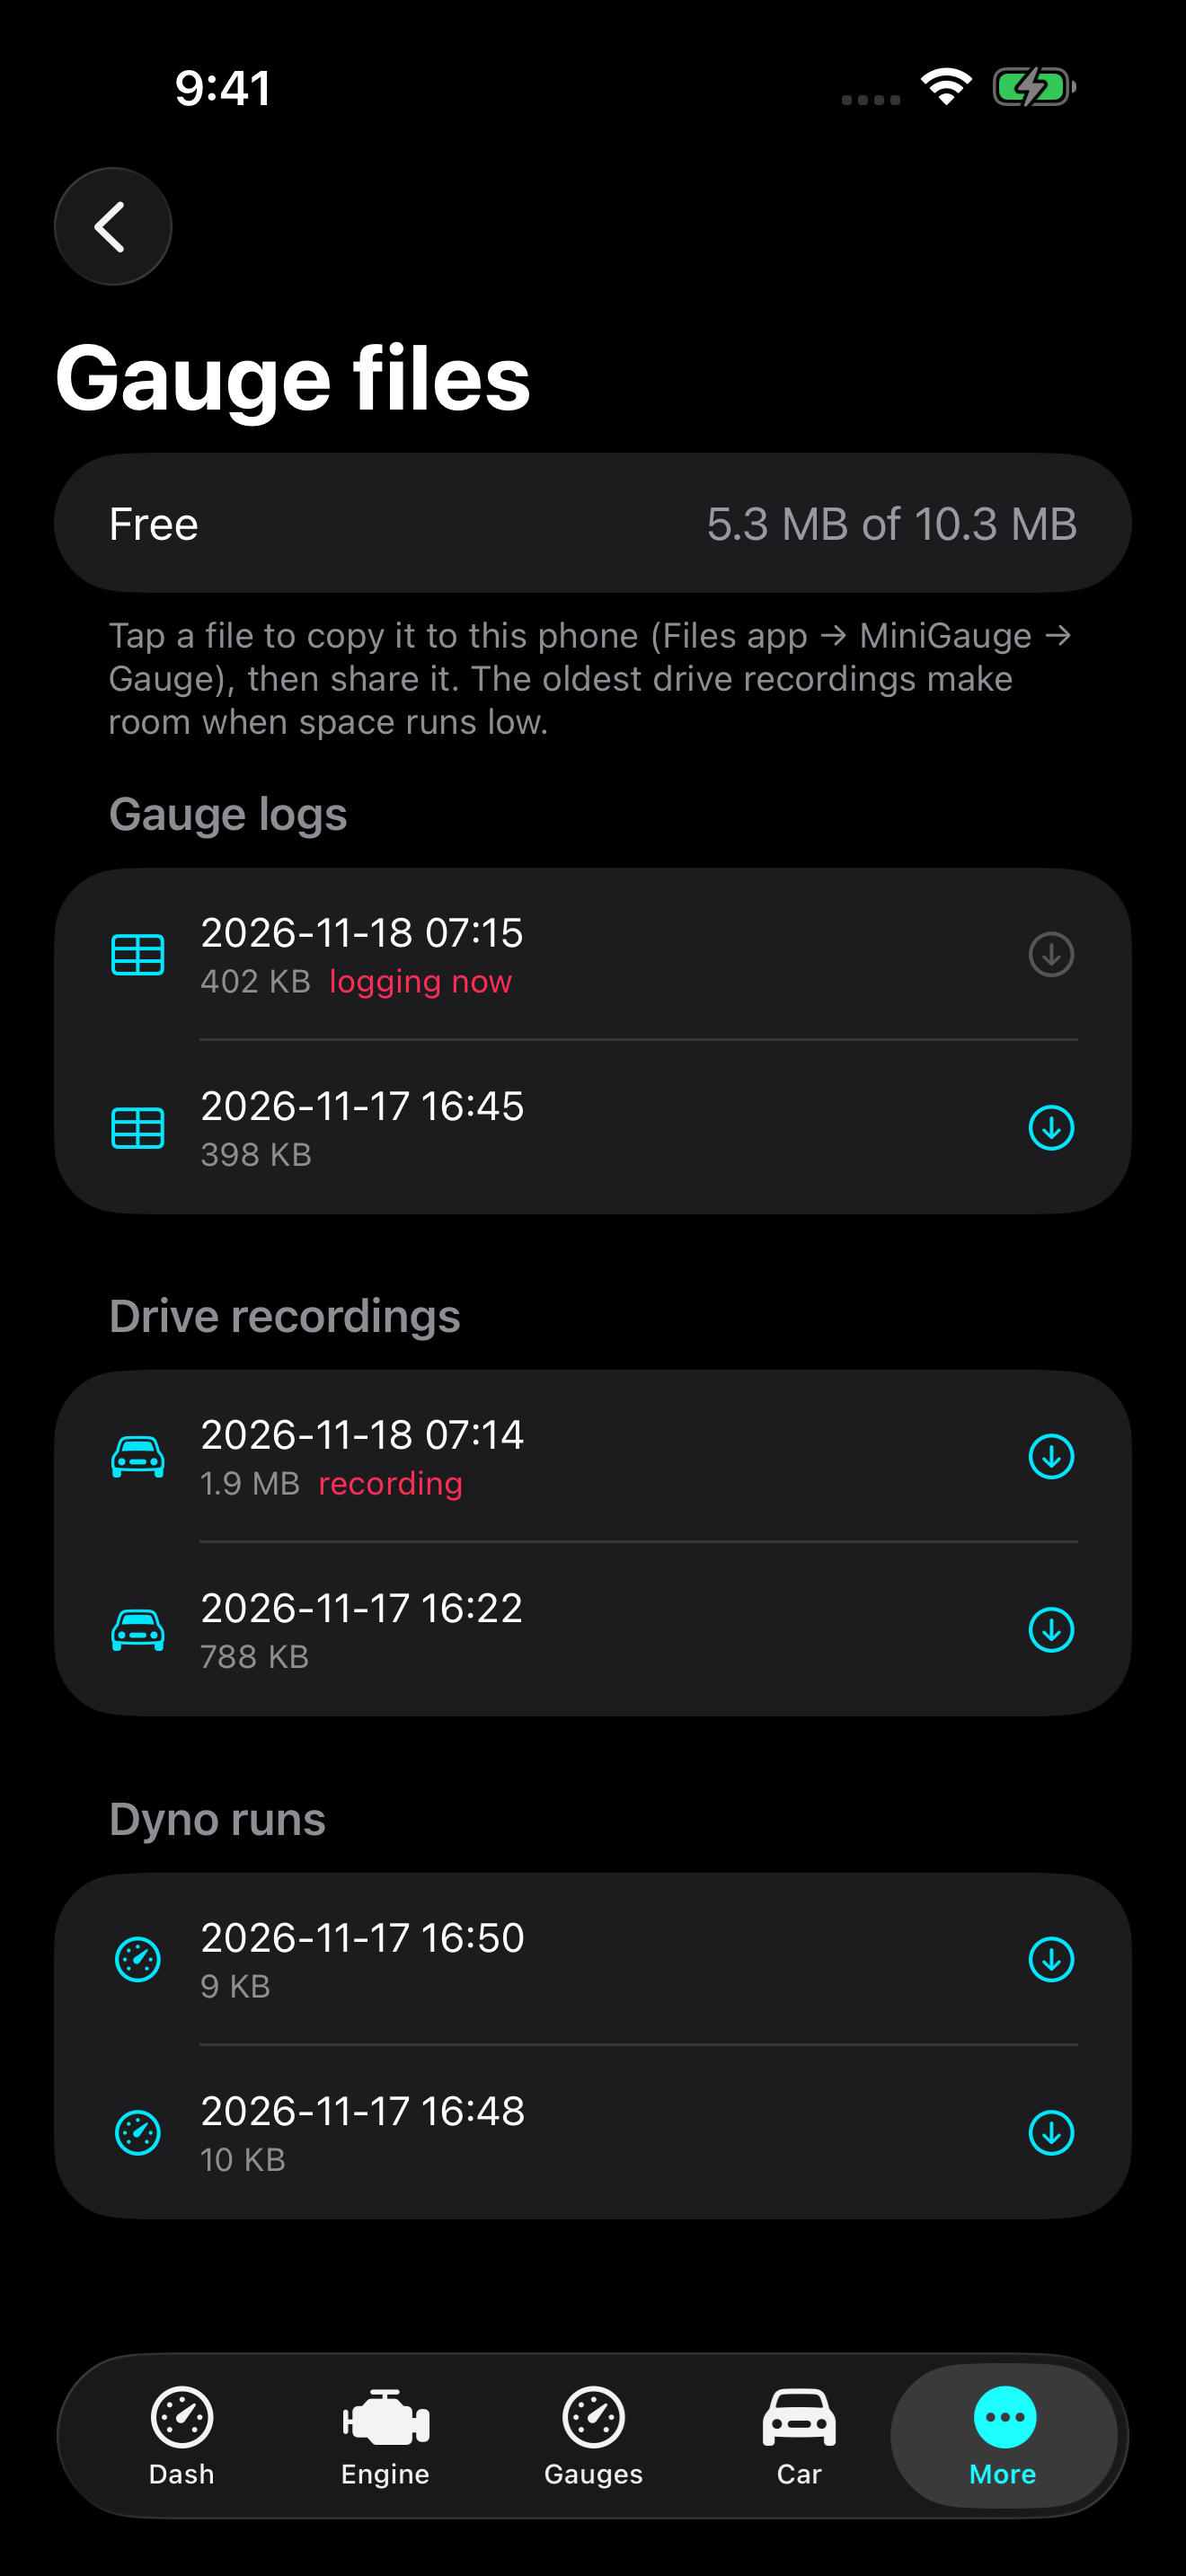 9:41
Gauge files
Free 5.3 MB of 10.3 MB
Tap a file to copy it to this phone (Files app → MiniGauge →
Gauge), then share it. The oldest drive recordings make
room when space runs low.
Gauge logs
2026-11-18 07:15
402 KB logging now
2026-11-17 16:45
398 KB
Drive recordings
2026-11-18 07:14
1.9 MB recording
2026-11-17 16:22
788 KB
Dyno runs
2026-11-17 16:50
9 KB
2026-11-17 16:48
10 KB
Dash Engine Gauges Car More